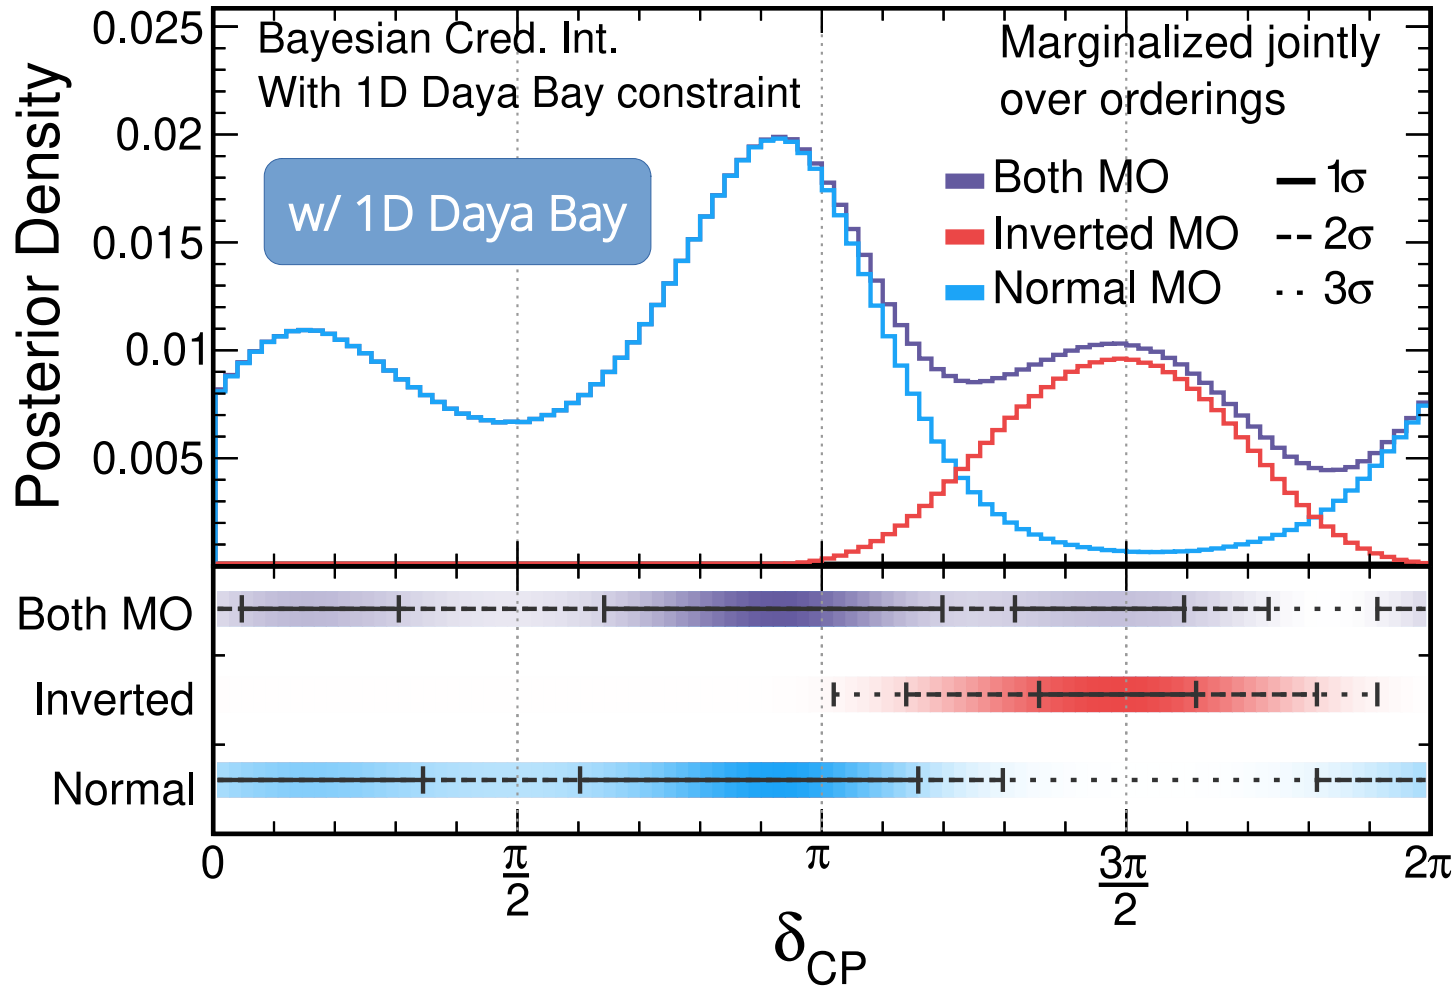 0.025
0.02
0.015
0.01
0.005
Posterior Density
Bayesian Cred. Int.
With 1D Daya Bay constraint
w/ 1D Daya Bay
Marginalized jointly
over orderings
Both MO
1σ
Inverted MO
2σ
Normal MO
3σ
Both MO
Inverted
Normal
0
π
2
π
3π
2
2π
δ
CP